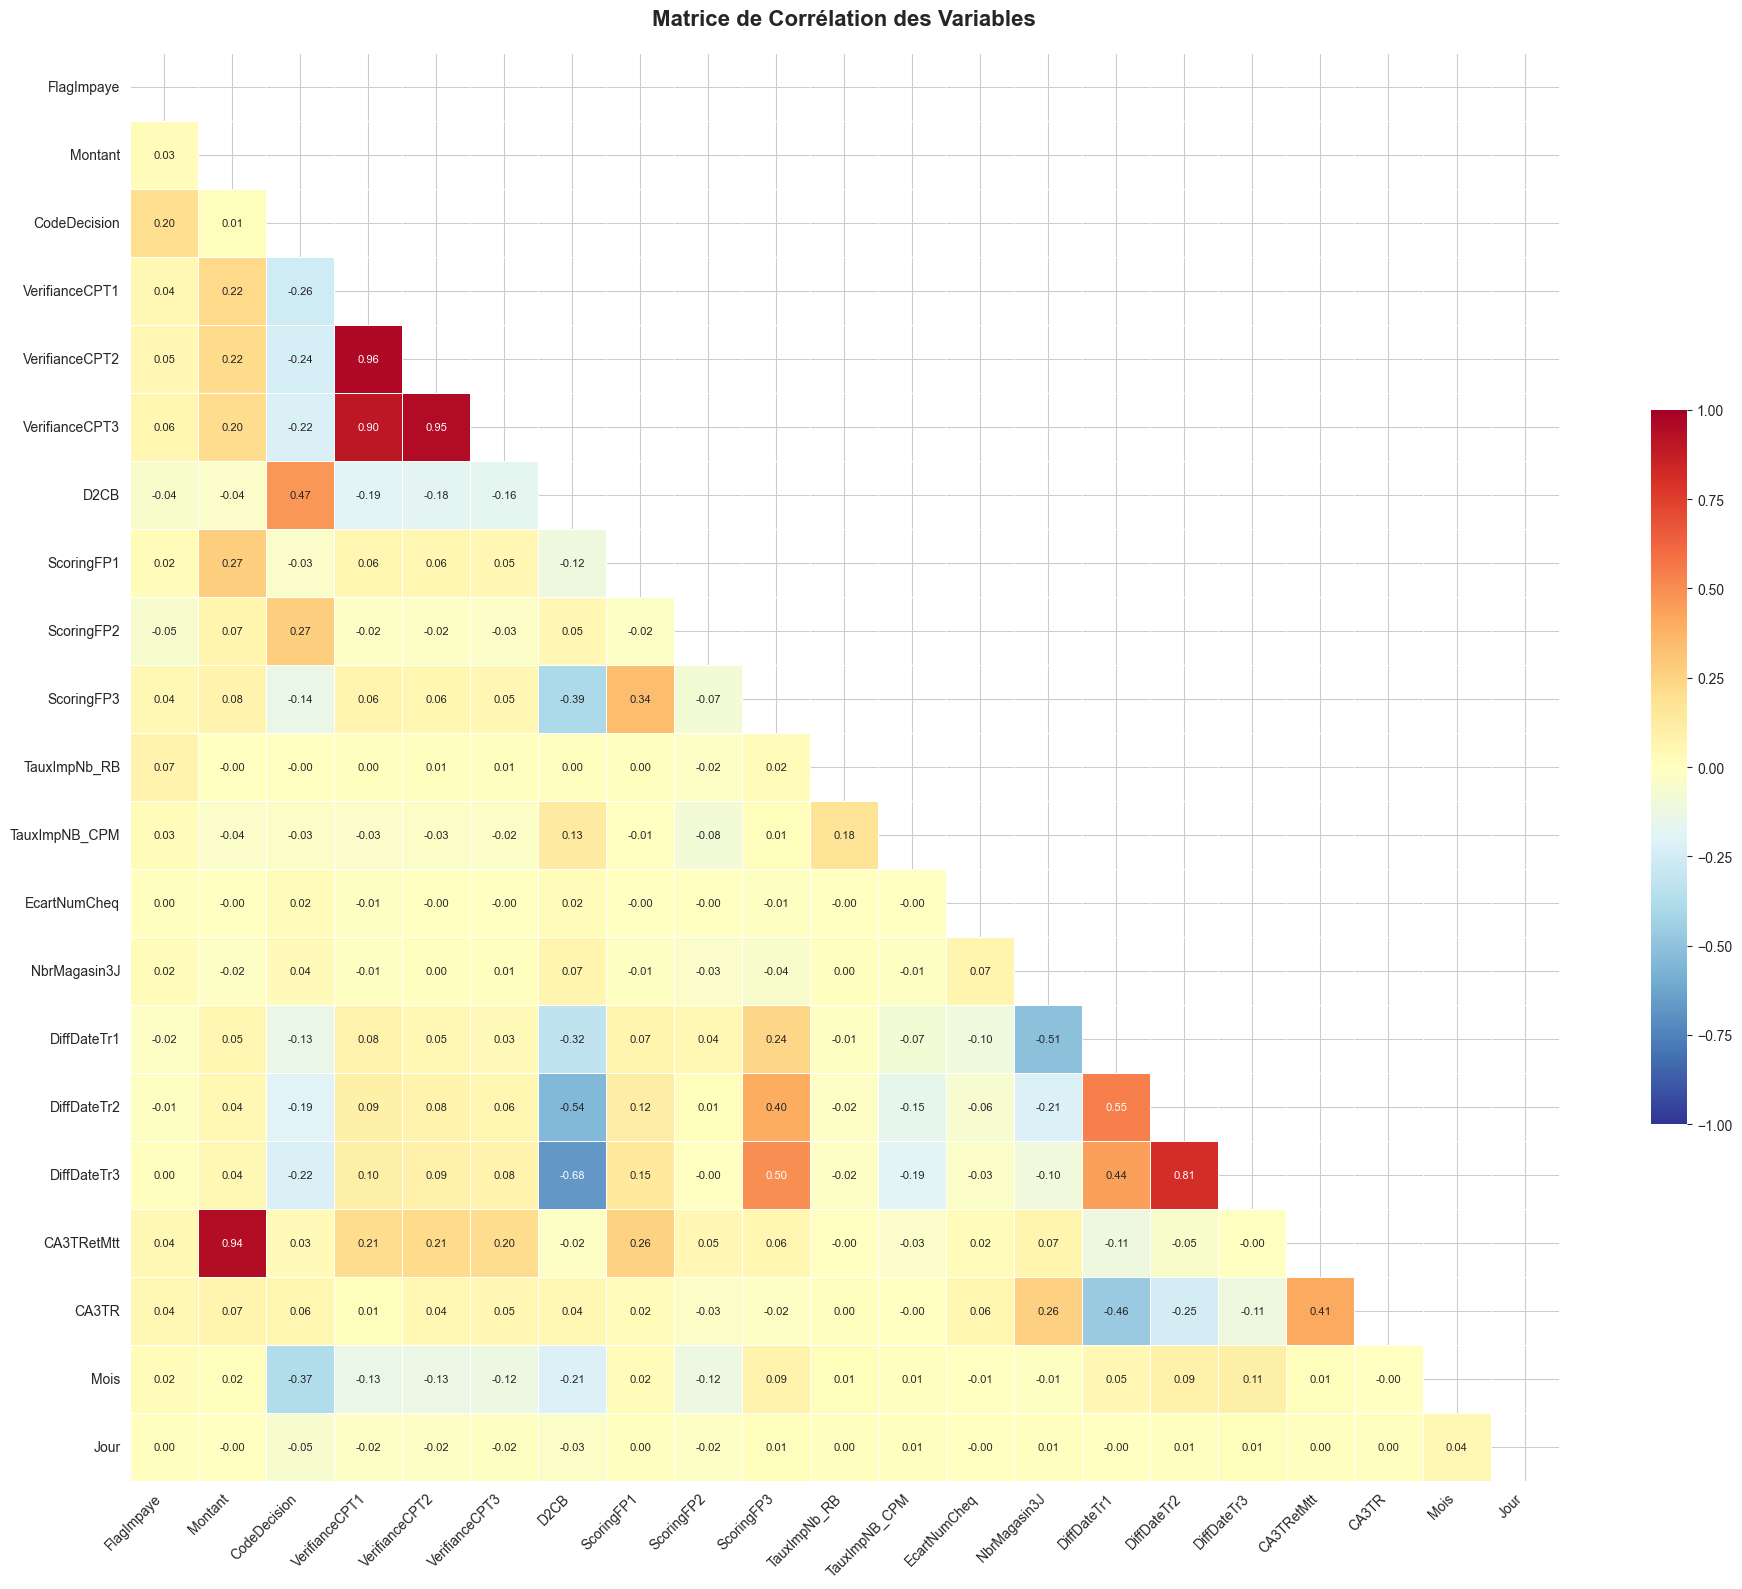 Matrice de Corrélation des Variables
FlagImpaye
Montant 0.03
CodeDecision 0.20 0.01
VerifianceCPT1 0.04 0.22 -0.26
VerifianceCPT2 0.05 0.22 -0.24 0.96
VerifianceCPT3 0.06 0.20 -0.22 0.90 0.95
D2CB -0.04 -0.04 0.47 -0.19 -0.18 -0.16
ScoringFP1 0.02 0.27 -0.03 0.06 0.06 0.05 -0.12
ScoringFP2 -0.05 0.07 0.27 -0.02 -0.02 -0.03 0.05 -0.02
ScoringFP3 0.04 0.08 -0.14 0.06 0.06 0.05 -0.39 0.34 -0.07
TauxImpNb_RB 0.07 -0.00 -0.00 0.00 0.01 0.01 0.00 0.00 -0.02 0.02
TauxImpNB_CPM 0.03 -0.04 -0.03 -0.03 -0.03 -0.02 0.13 -0.01 -0.08 0.01 0.18
EcartNumCheq 0.00 -0.00 0.02 -0.01 -0.00 -0.00 0.02 -0.00 -0.00 -0.01 -0.00 -0.00
NbrMagasin3J 0.02 -0.02 0.04 -0.01 0.00 0.01 0.07 -0.01 -0.03 -0.04 0.00 -0.01 0.07
DiffDateTr1 -0.02 0.05 -0.13 0.08 0.05 0.03 -0.32 0.07 0.04 0.24 -0.01 -0.07 -0.10 -0.51
DiffDateTr2 -0.01 0.04 -0.19 0.09 0.08 0.06 -0.54 0.12 0.01 0.40 -0.02 -0.15 -0.06 -0.21 0.55
DiffDateTr3 0.00 0.04 -0.22 0.10 0.09 0.08 -0.68 0.15 -0.00 0.50 -0.02 -0.19 -0.03 -0.10 0.44 0.81
CA3TRetMtt 0.04 0.94 0.03 0.21 0.21 0.20 -0.02 0.26 0.05 0.06 -0.00 -0.03 0.02 0.07 -0.11 -0.05 -0.00
CA3TR 0.04 0.07 0.06 0.01 0.04 0.05 0.04 0.02 -0.03 -0.02 0.00 -0.00 0.06 0.26 -0.46 -0.25 -0.11 0.41
Mois 0.02 0.02 -0.37 -0.13 -0.13 -0.12 -0.21 0.02 -0.12 0.09 0.01 0.01 -0.01 -0.01 0.05 0.09 0.11 0.01 -0.00
Jour 0.00 -0.00 -0.05 -0.02 -0.02 -0.02 -0.03 0.00 -0.02 0.01 0.00 0.01 -0.00 0.01 -0.00 0.01 0.01 0.00 0.00 0.04
FlagImpaye Montant CodeDecision VerifianceCPT1 VerifianceCPT2 VerifianceCPT3 D2CB ScoringFP1 ScoringFP2 ScoringFP3 TauxImpNb_RB TauxImpNB_CPM EcartNumCheq NbrMagasin3J DiffDateTr1 DiffDateTr2 DiffDateTr3 CA3TRetMtt CA3TR Mois Jour
1.00
0.75
0.50
0.25
0.00
−0.25
−0.50
−0.75
−1.00